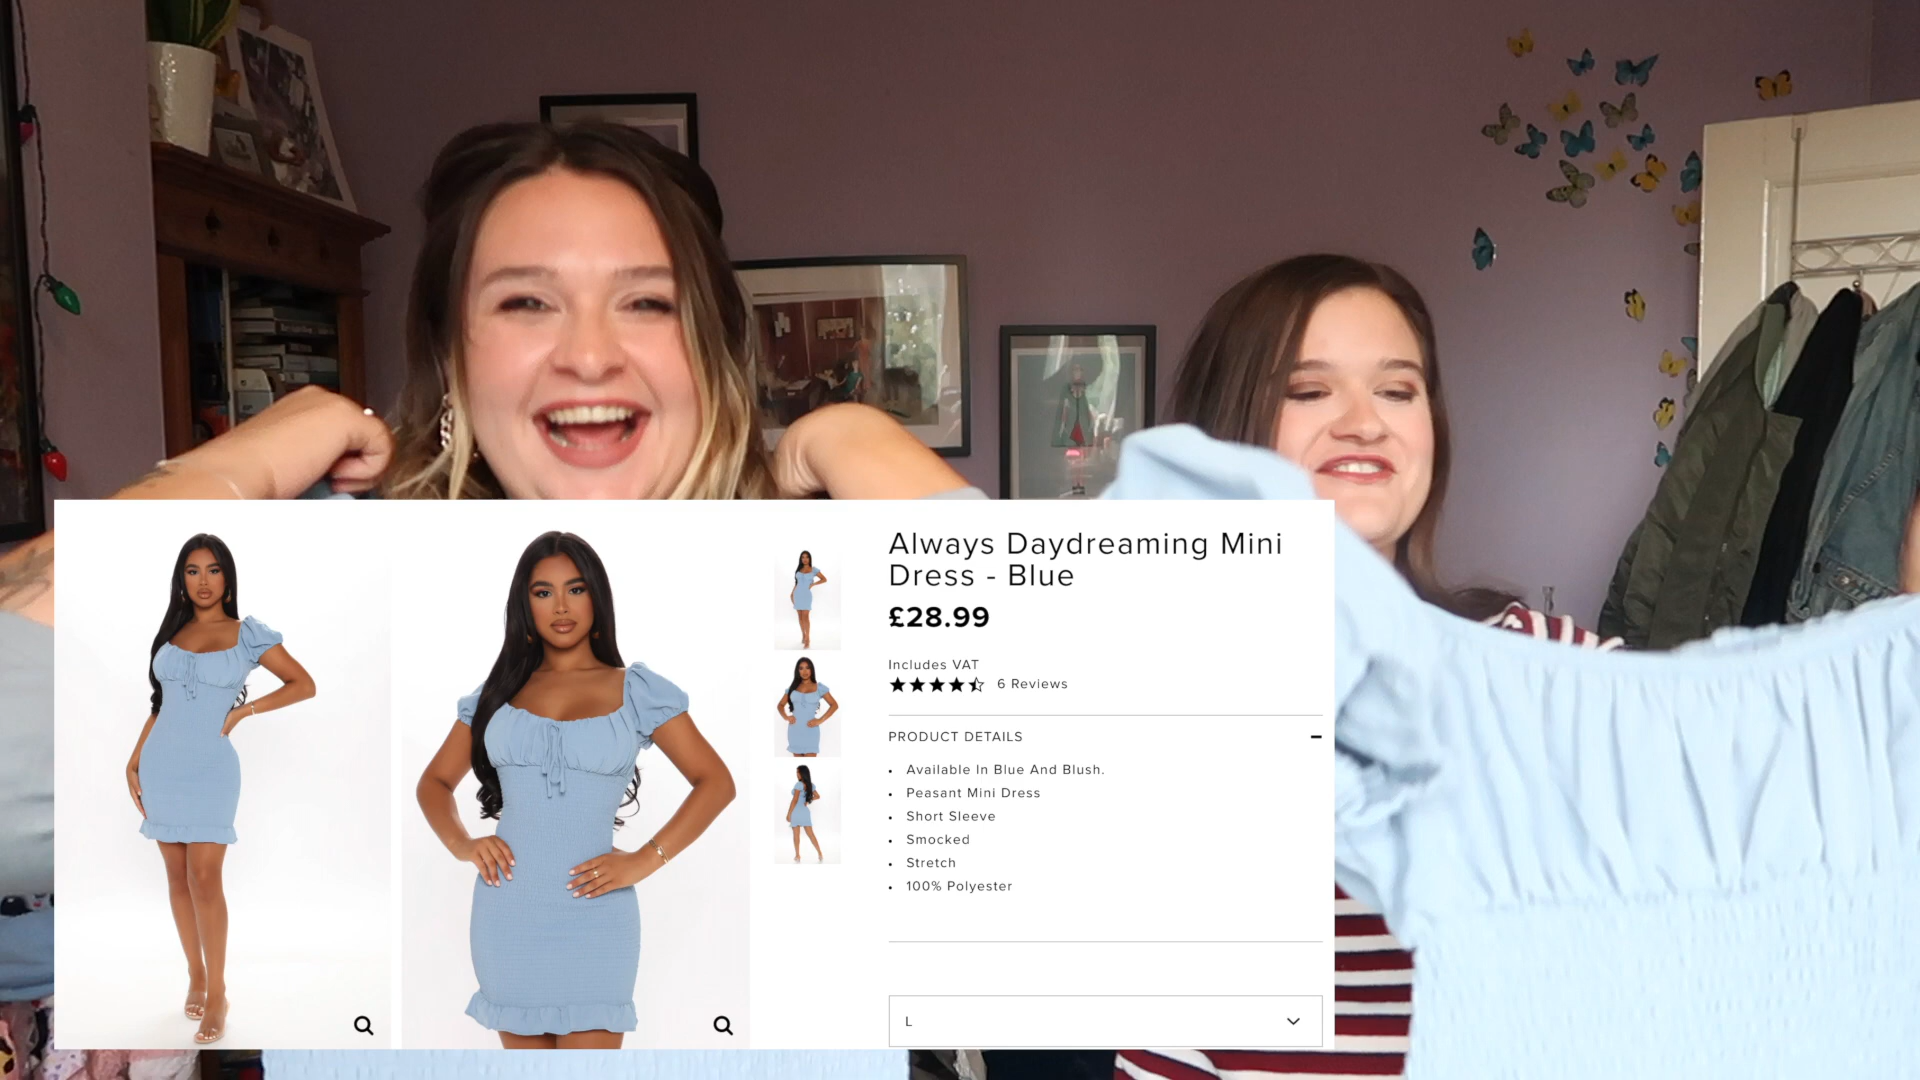 Always Daydreaming Mini
Dress - Blue
£28.99
Includes VAT
6 Reviews
PRODUCT DETAILS
• Available In Blue And Blush.
• Peasant Mini Dress
• Short Sleeve
• Smocked
• Stretch
• 100% Polyester
L